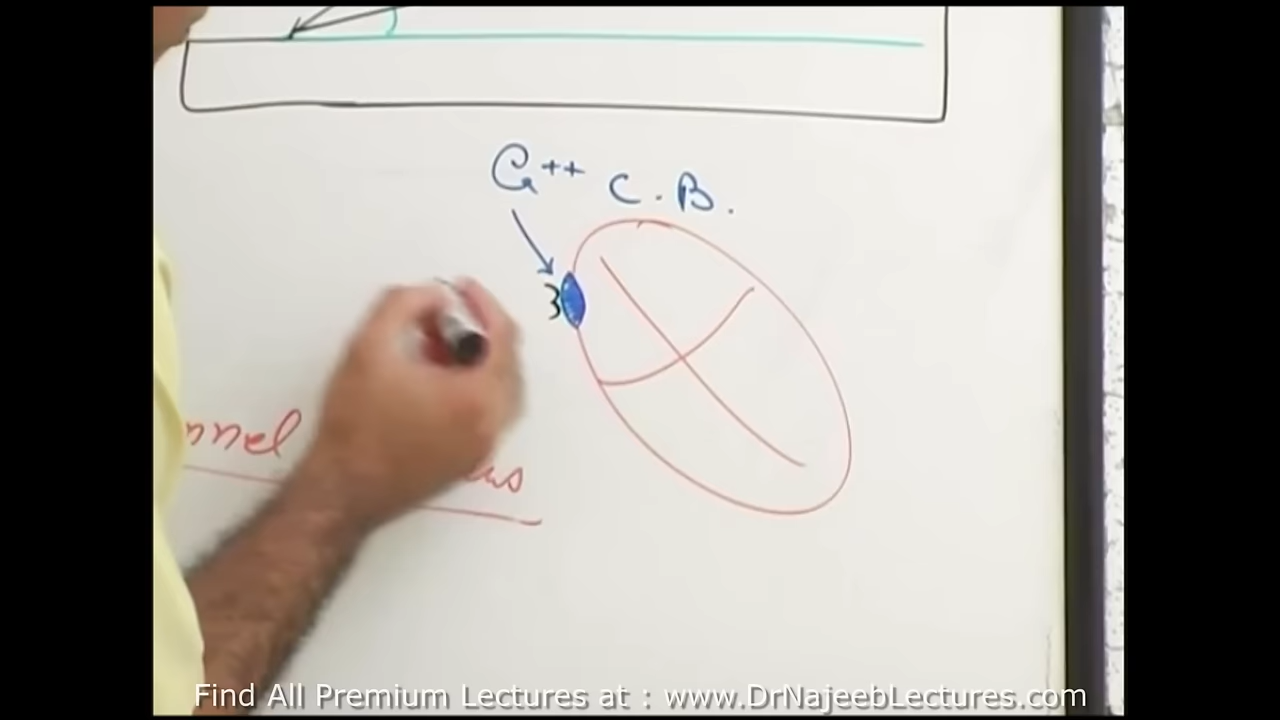 Ca++ C.B.
3
nnel
Find All Premium Lectures at : www.DrNajeebLectures.com